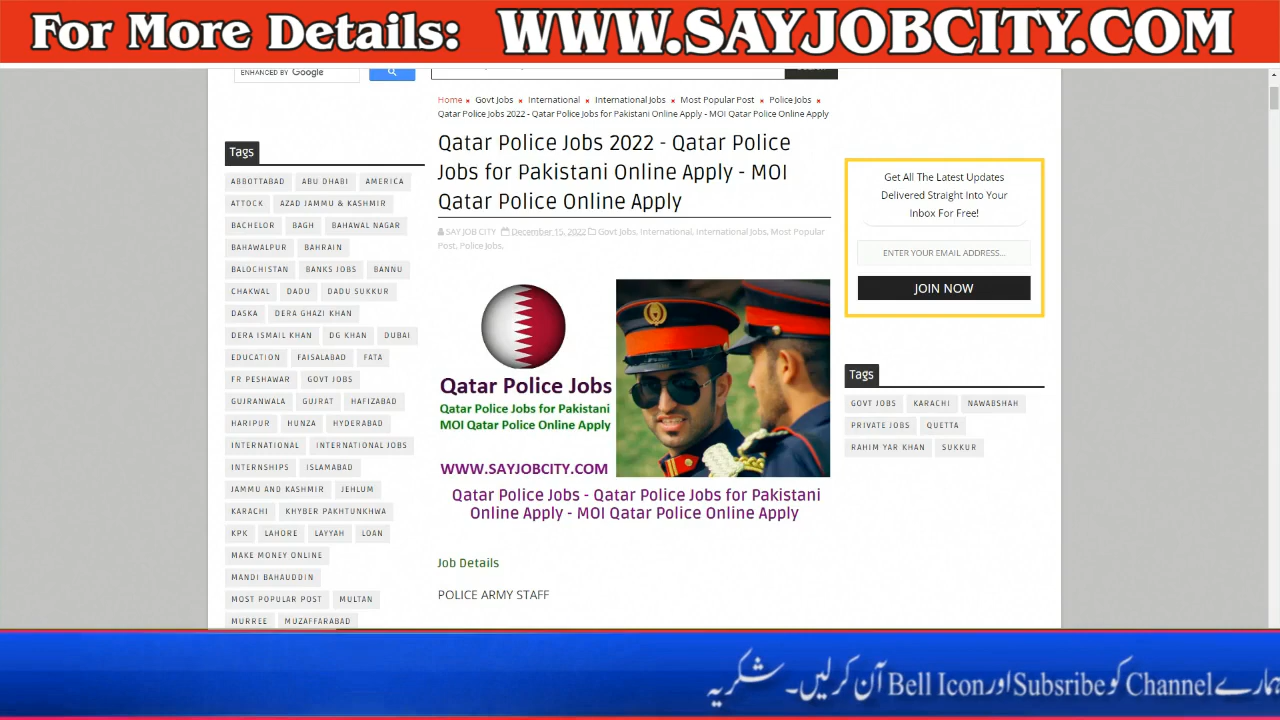 For More Details: WWW.SAYJOBCITY.COM
ENHANCED BY Google
Home × Govt Jobs × International × International Jobs × Most Popular Post × Police Jobs ×
Qatar Police Jobs 2022 - Qatar Police Jobs for Pakistani Online Apply - MOI Qatar Police Online Apply
Qatar Police Jobs 2022 - Qatar Police
Jobs for Pakistani Online Apply - MOI
Qatar Police Online Apply
SAY JOB CITY December 15, 2022 Govt Jobs, International, International Jobs, Most Popular
Post, Police Jobs,
Qatar Police Jobs
Qatar Police Jobs for Pakistani
MOI Qatar Police Online Apply
WWW.SAYJOBCITY.COM
Qatar Police Jobs - Qatar Police Jobs for Pakistani
Online Apply - MOI Qatar Police Online Apply
Job Details
POLICE ARMY STAFF
Tags
ABBOTTABAD ABU DHABI AMERICA
ATTOCK AZAD JAMMU & KASHMIR
BACHELOR BAGH BAHAWAL NAGAR
BAHAWALPUR BAHRAIN
BALOCHISTAN BANKS JOBS BANNU
CHAKWAL DADU DADU SUKKUR
DASKA DERA GHAZI KHAN
DERA ISMAIL KHAN DG KHAN DUBAI
EDUCATION FAISALABAD FATA
FR PESHAWAR GOVT JOBS
GUJRANWALA GUJRAT HAFIZABAD
HARIPUR HUNZA HYDERABAD
INTERNATIONAL INTERNATIONAL JOBS
INTERNSHIPS ISLAMABAD
JAMMU AND KASHMIR JEHLUM
KARACHI KHYBER PAKHTUNKHWA
KPK LAHORE LAYYAH LOAN
MAKE MONEY ONLINE
MANDI BAHAUDDIN
MOST POPULAR POST MULTAN
MURREE MUZAFFARABAD
Get All The Latest Updates
Delivered Straight Into Your
Inbox For Free!
ENTER YOUR EMAIL ADDRESS...
JOIN NOW
Tags
GOVT JOBS KARACHI NAWABSHAH
PRIVATE JOBS QUETTA
RAHIM YAR KHAN SUKKUR
ہمارے Channel کو Subsribe اور Bell Icon آن کرلیں۔ شکریہ